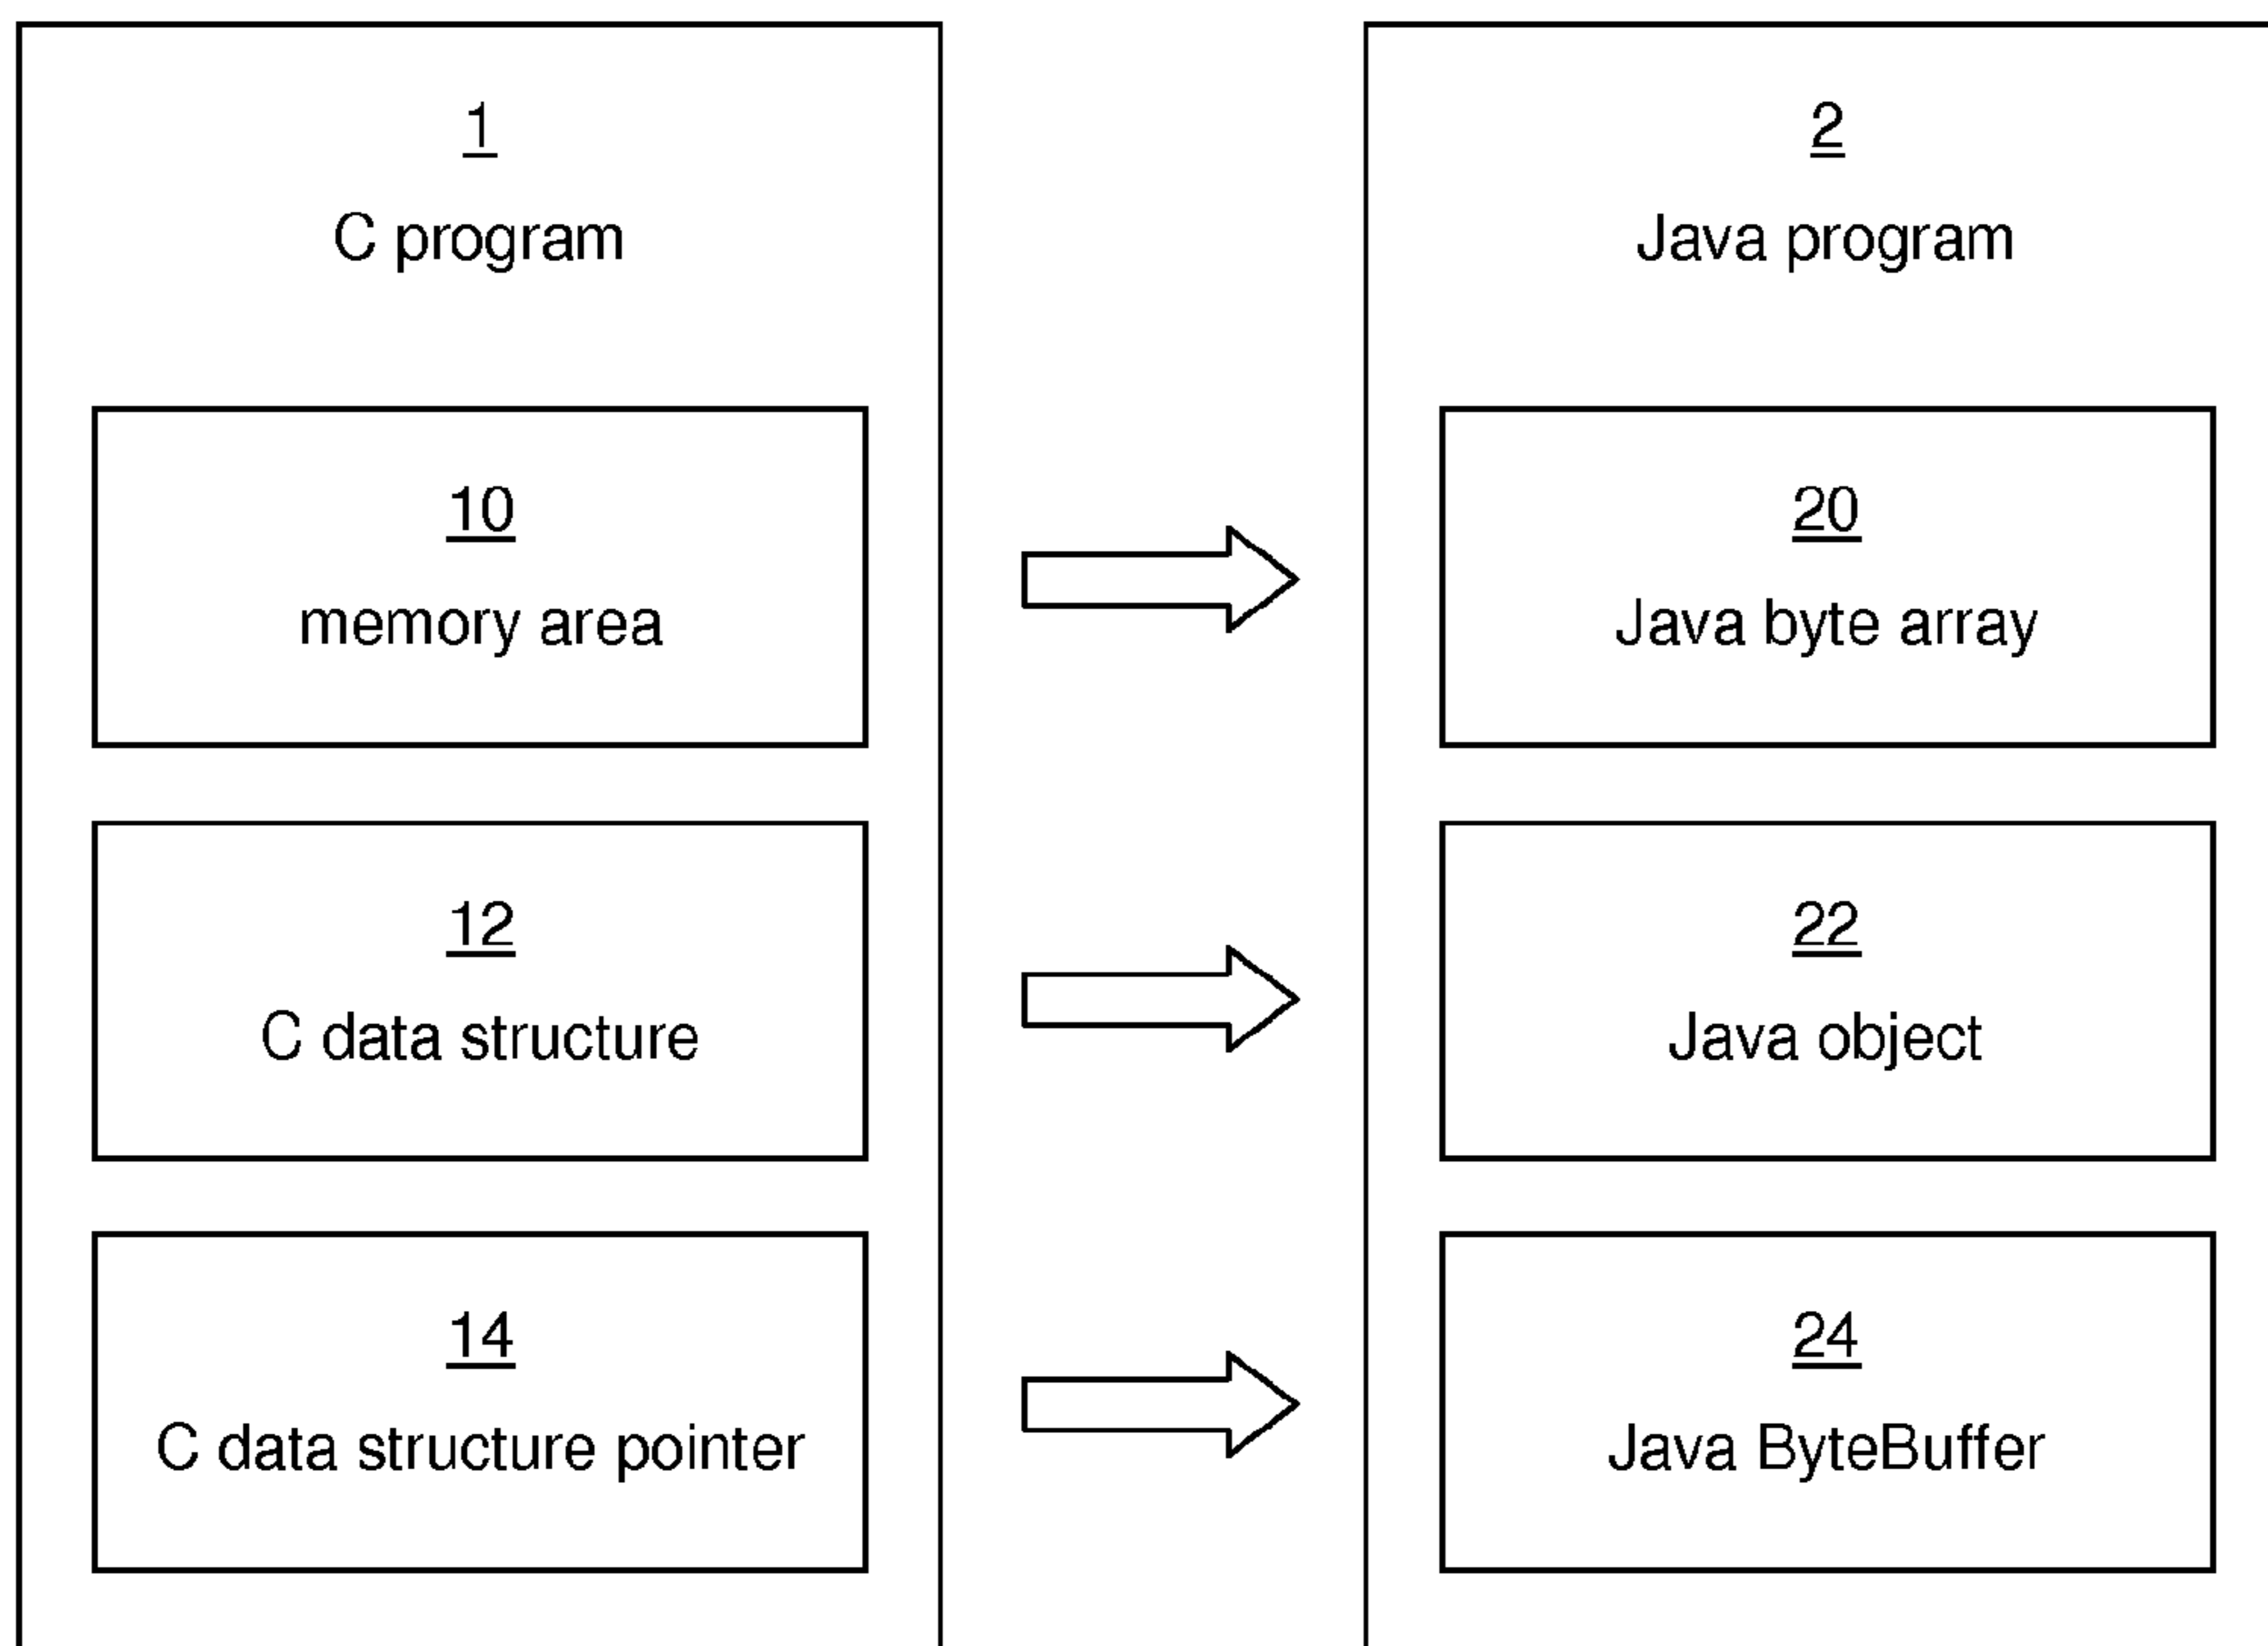 1
C program
10
memory area
12
C data structure
14
C data structure pointer
2
Java program
20
Java byte array
22
Java object
24
Java ByteBuffer